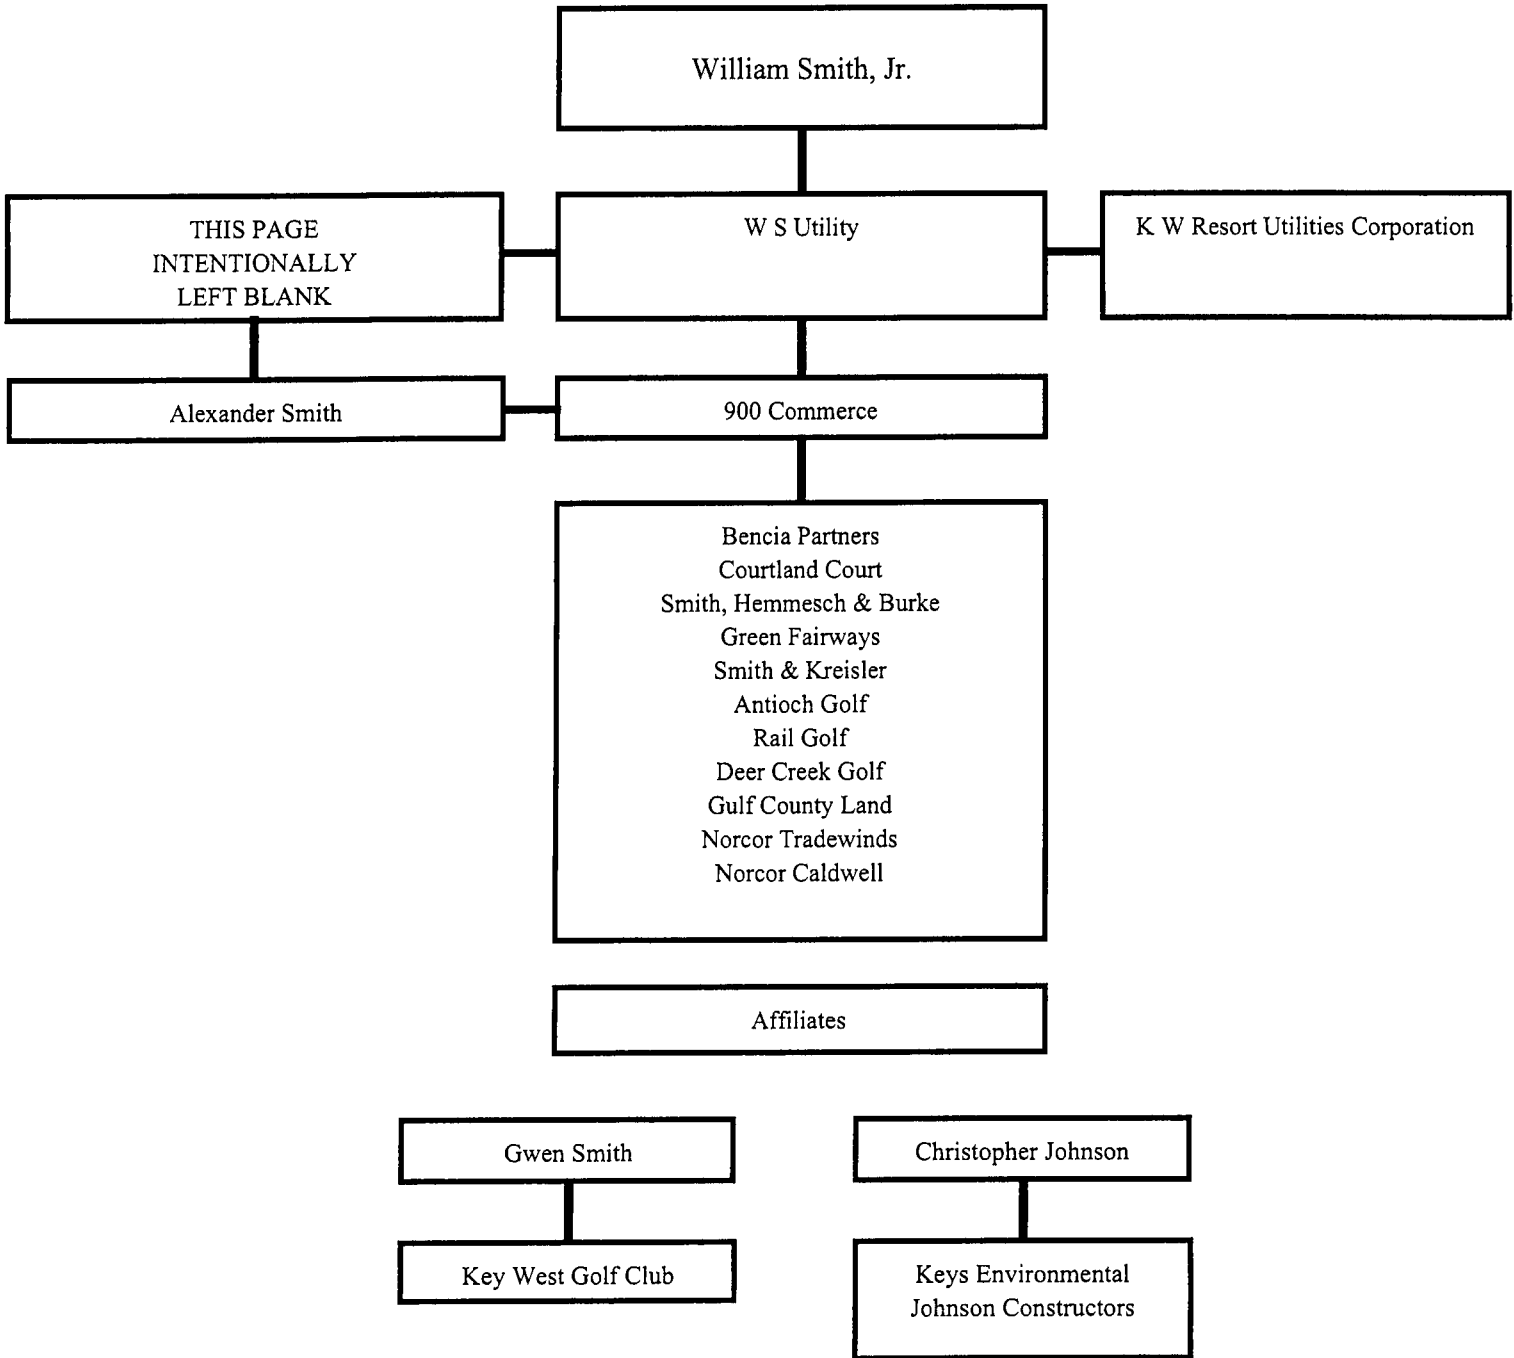 William Smith, Jr.
THIS PAGE
INTENTIONALLY
LEFT BLANK
W S Utility
K W Resort Utilities Corporation
Alexander Smith
900 Commerce
Bencia Partners
Courtland Court
Smith, Hemmesch & Burke
Green Fairways
Smith & Kreisler
Antioch Golf
Rail Golf
Deer Creek Golf
Gulf County Land
Norcor Tradewinds
Norcor Caldwell
Affiliates
Gwen Smith
Christopher Johnson
Key West Golf Club
Keys Environmental
Johnson Constructors